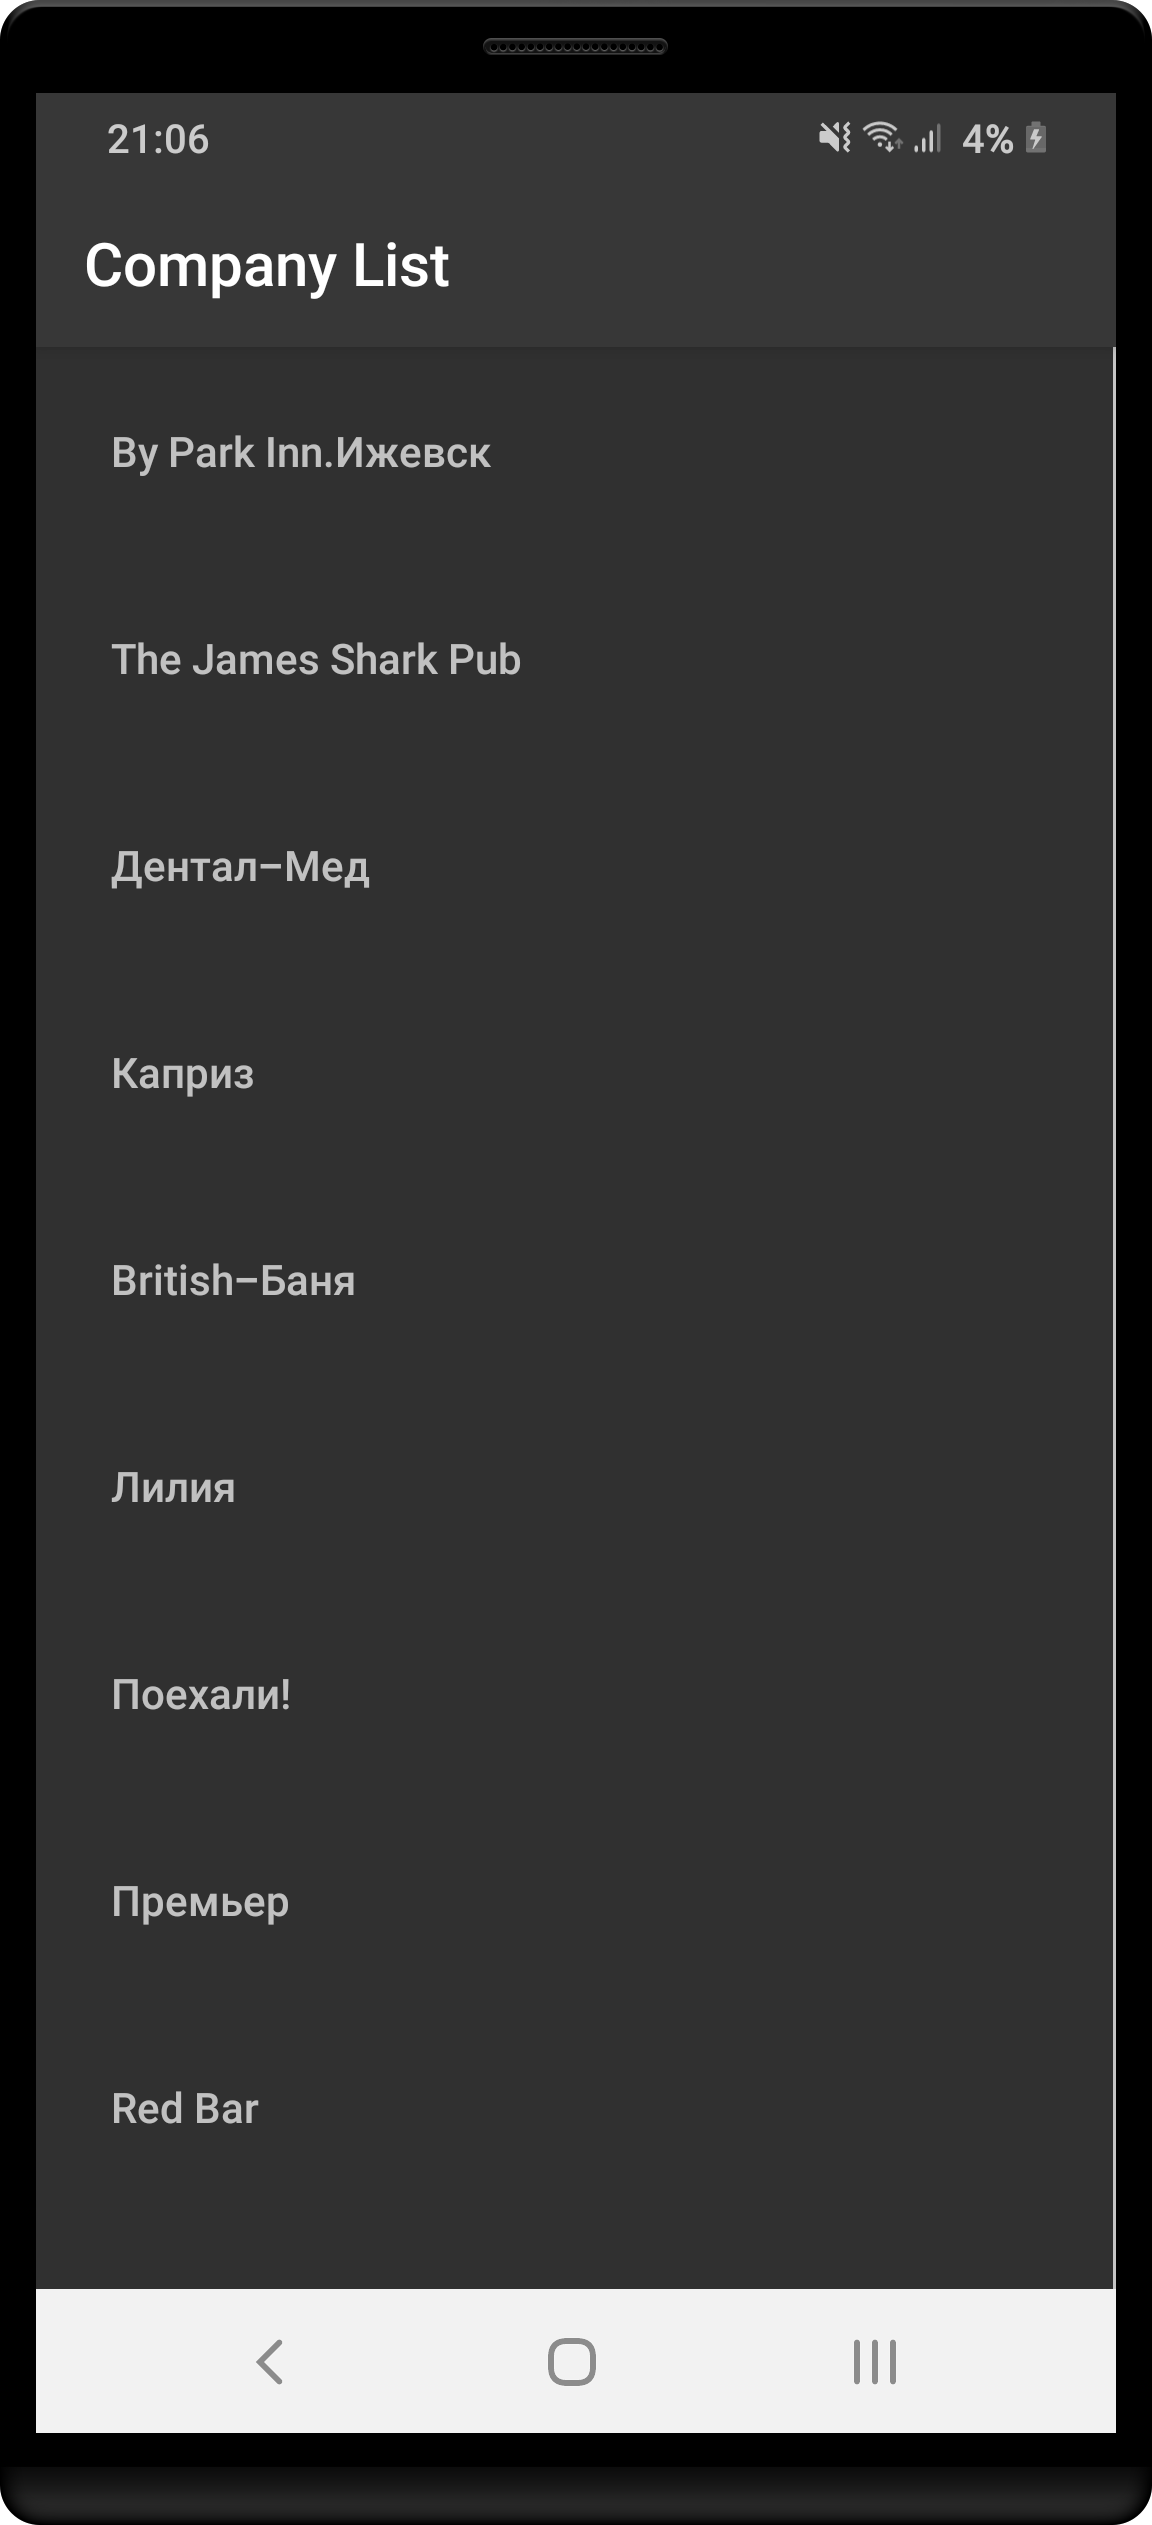 21:06 4%
Company List
By Park Inn.Ижевск
The James Shark Pub
Дентал–Мед
Каприз
British–Баня
Лилия
Поехали!
Премьер
Red Bar